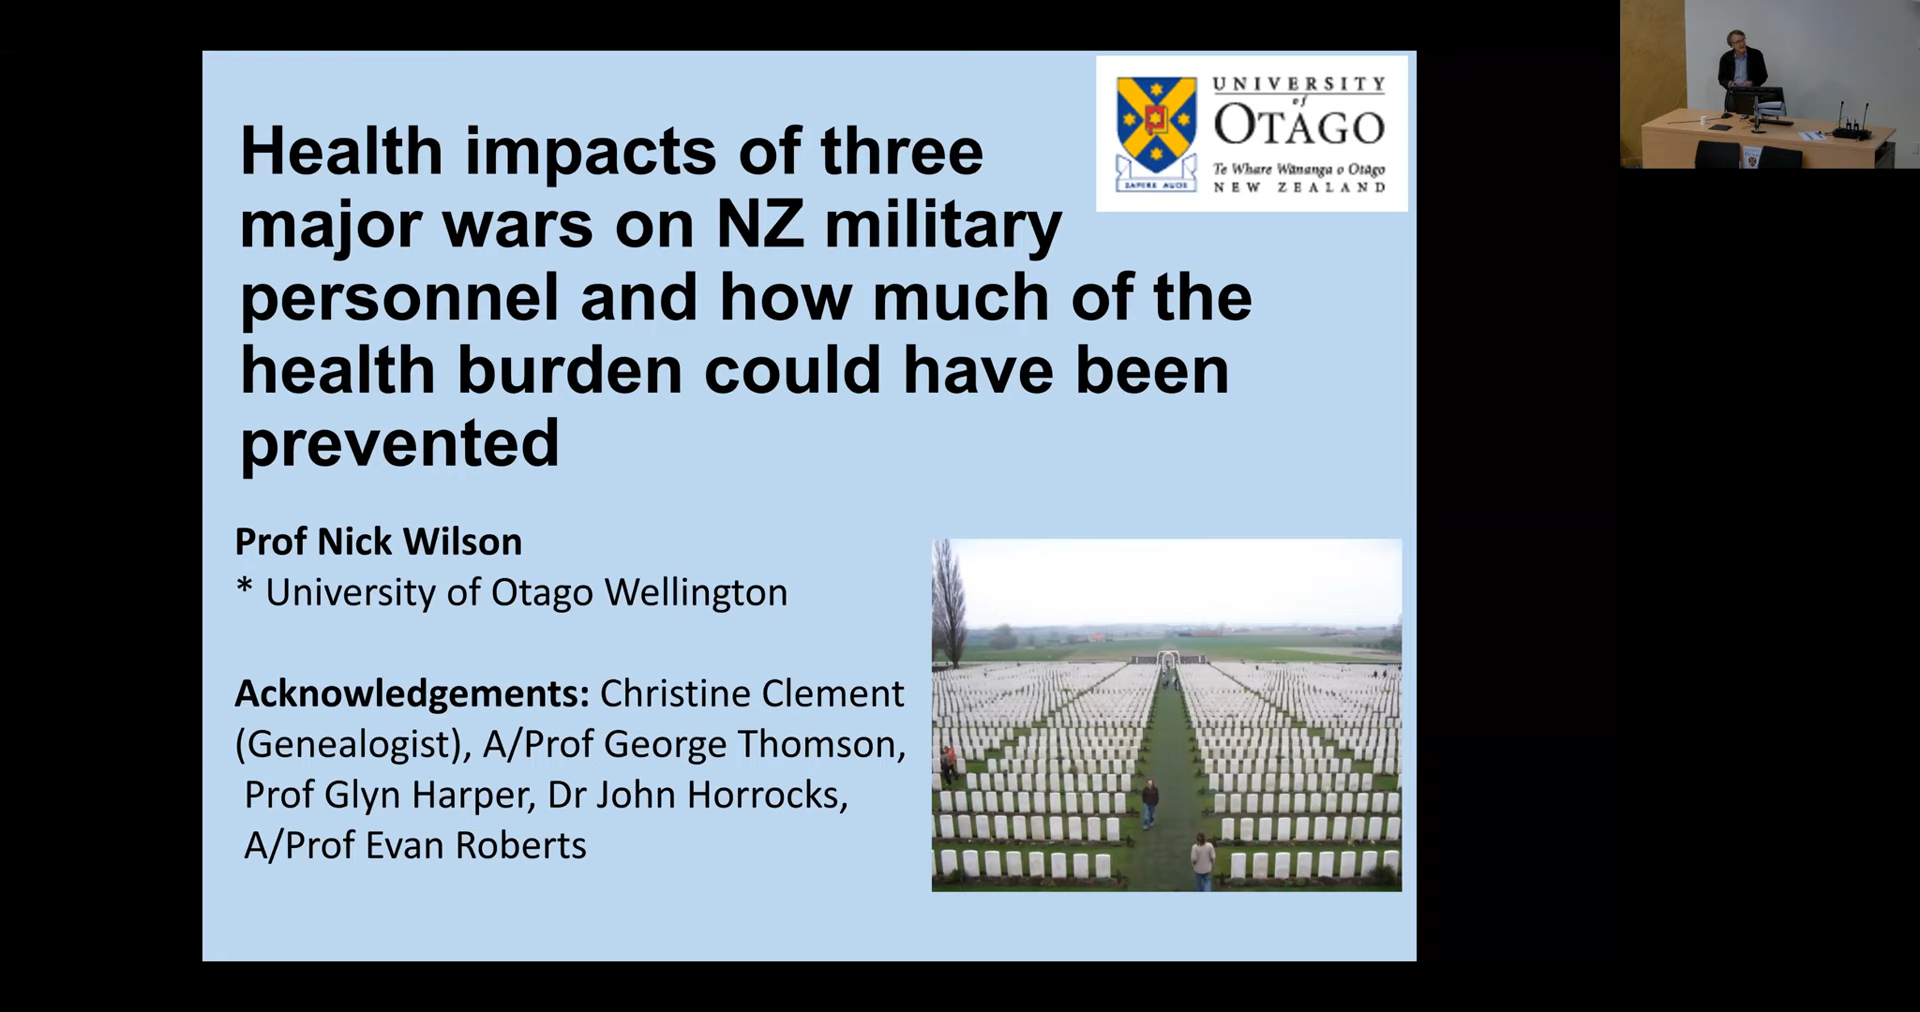 Health impacts of three
major wars on NZ military
personnel and how much of the
health burden could have been
prevented
UNIVERSITY
of
OTAGO
Te Whare Wānanga o Otāgo
NEW ZEALAND
SAPERE AUDE
Prof Nick Wilson
* University of Otago Wellington
Acknowledgements: Christine Clement
(Genealogist), A/Prof George Thomson,
Prof Glyn Harper, Dr John Horrocks,
A/Prof Evan Roberts